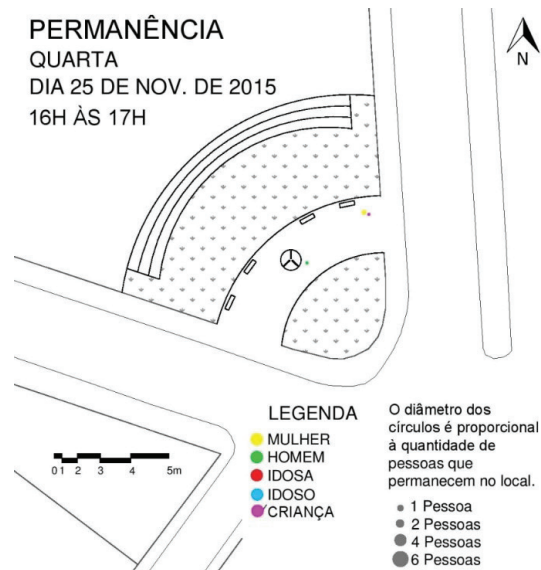 PERMANÊNCIA
QUARTA
DIA 25 DE NOV. DE 2015
16H ÀS 17H
N
LEGENDA
MULHER
HOMEM
IDOSA
IDOSO
CRIANÇA
O diâmetro dos
círculos é proporcional
à quantidade de
pessoas que
permanecem no local.
1 Pessoa
2 Pessoas
4 Pessoas
6 Pessoas
0 1 2 3 4 5m